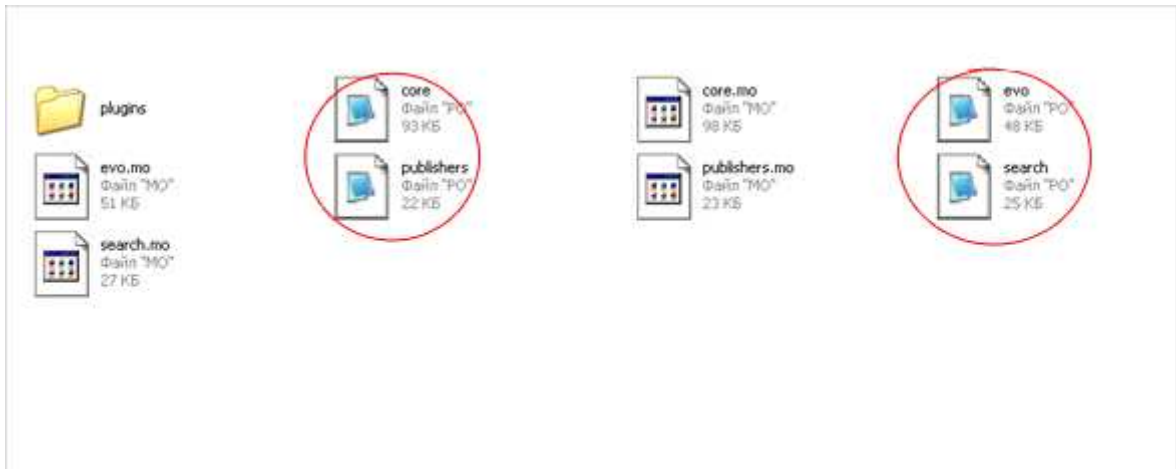 plugins
core
Файл "PO"
93 КБ
core.mo
Файл "MO"
98 КБ
evo
Файл "PO"
48 КБ
evo.mo
Файл "MO"
51 КБ
publishers
Файл "PO"
22 КБ
publishers.mo
Файл "MO"
23 КБ
search
Файл "PO"
25 КБ
search.mo
Файл "MO"
27 КБ